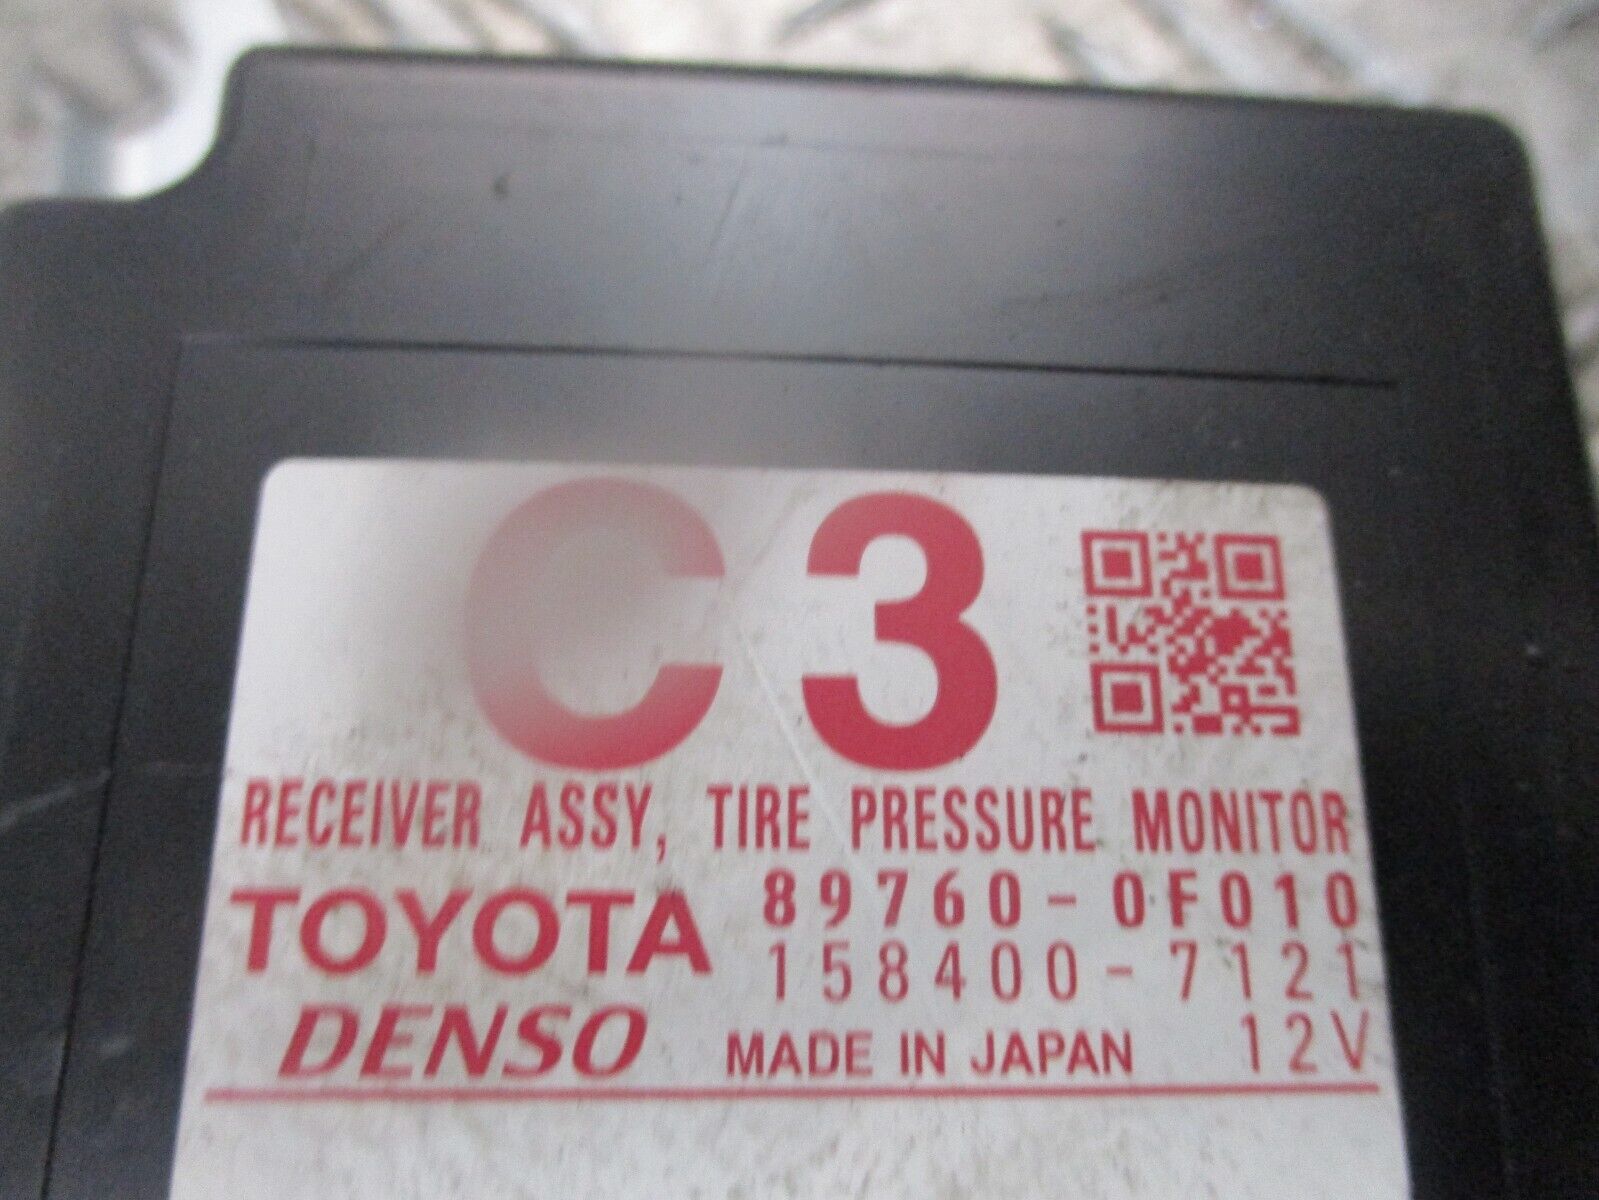 C3
RECEIVER ASSY, TIRE PRESSURE MONITOR
TOYOTA 89760-0F010
158400-7121
DENSO MADE IN JAPAN 12V